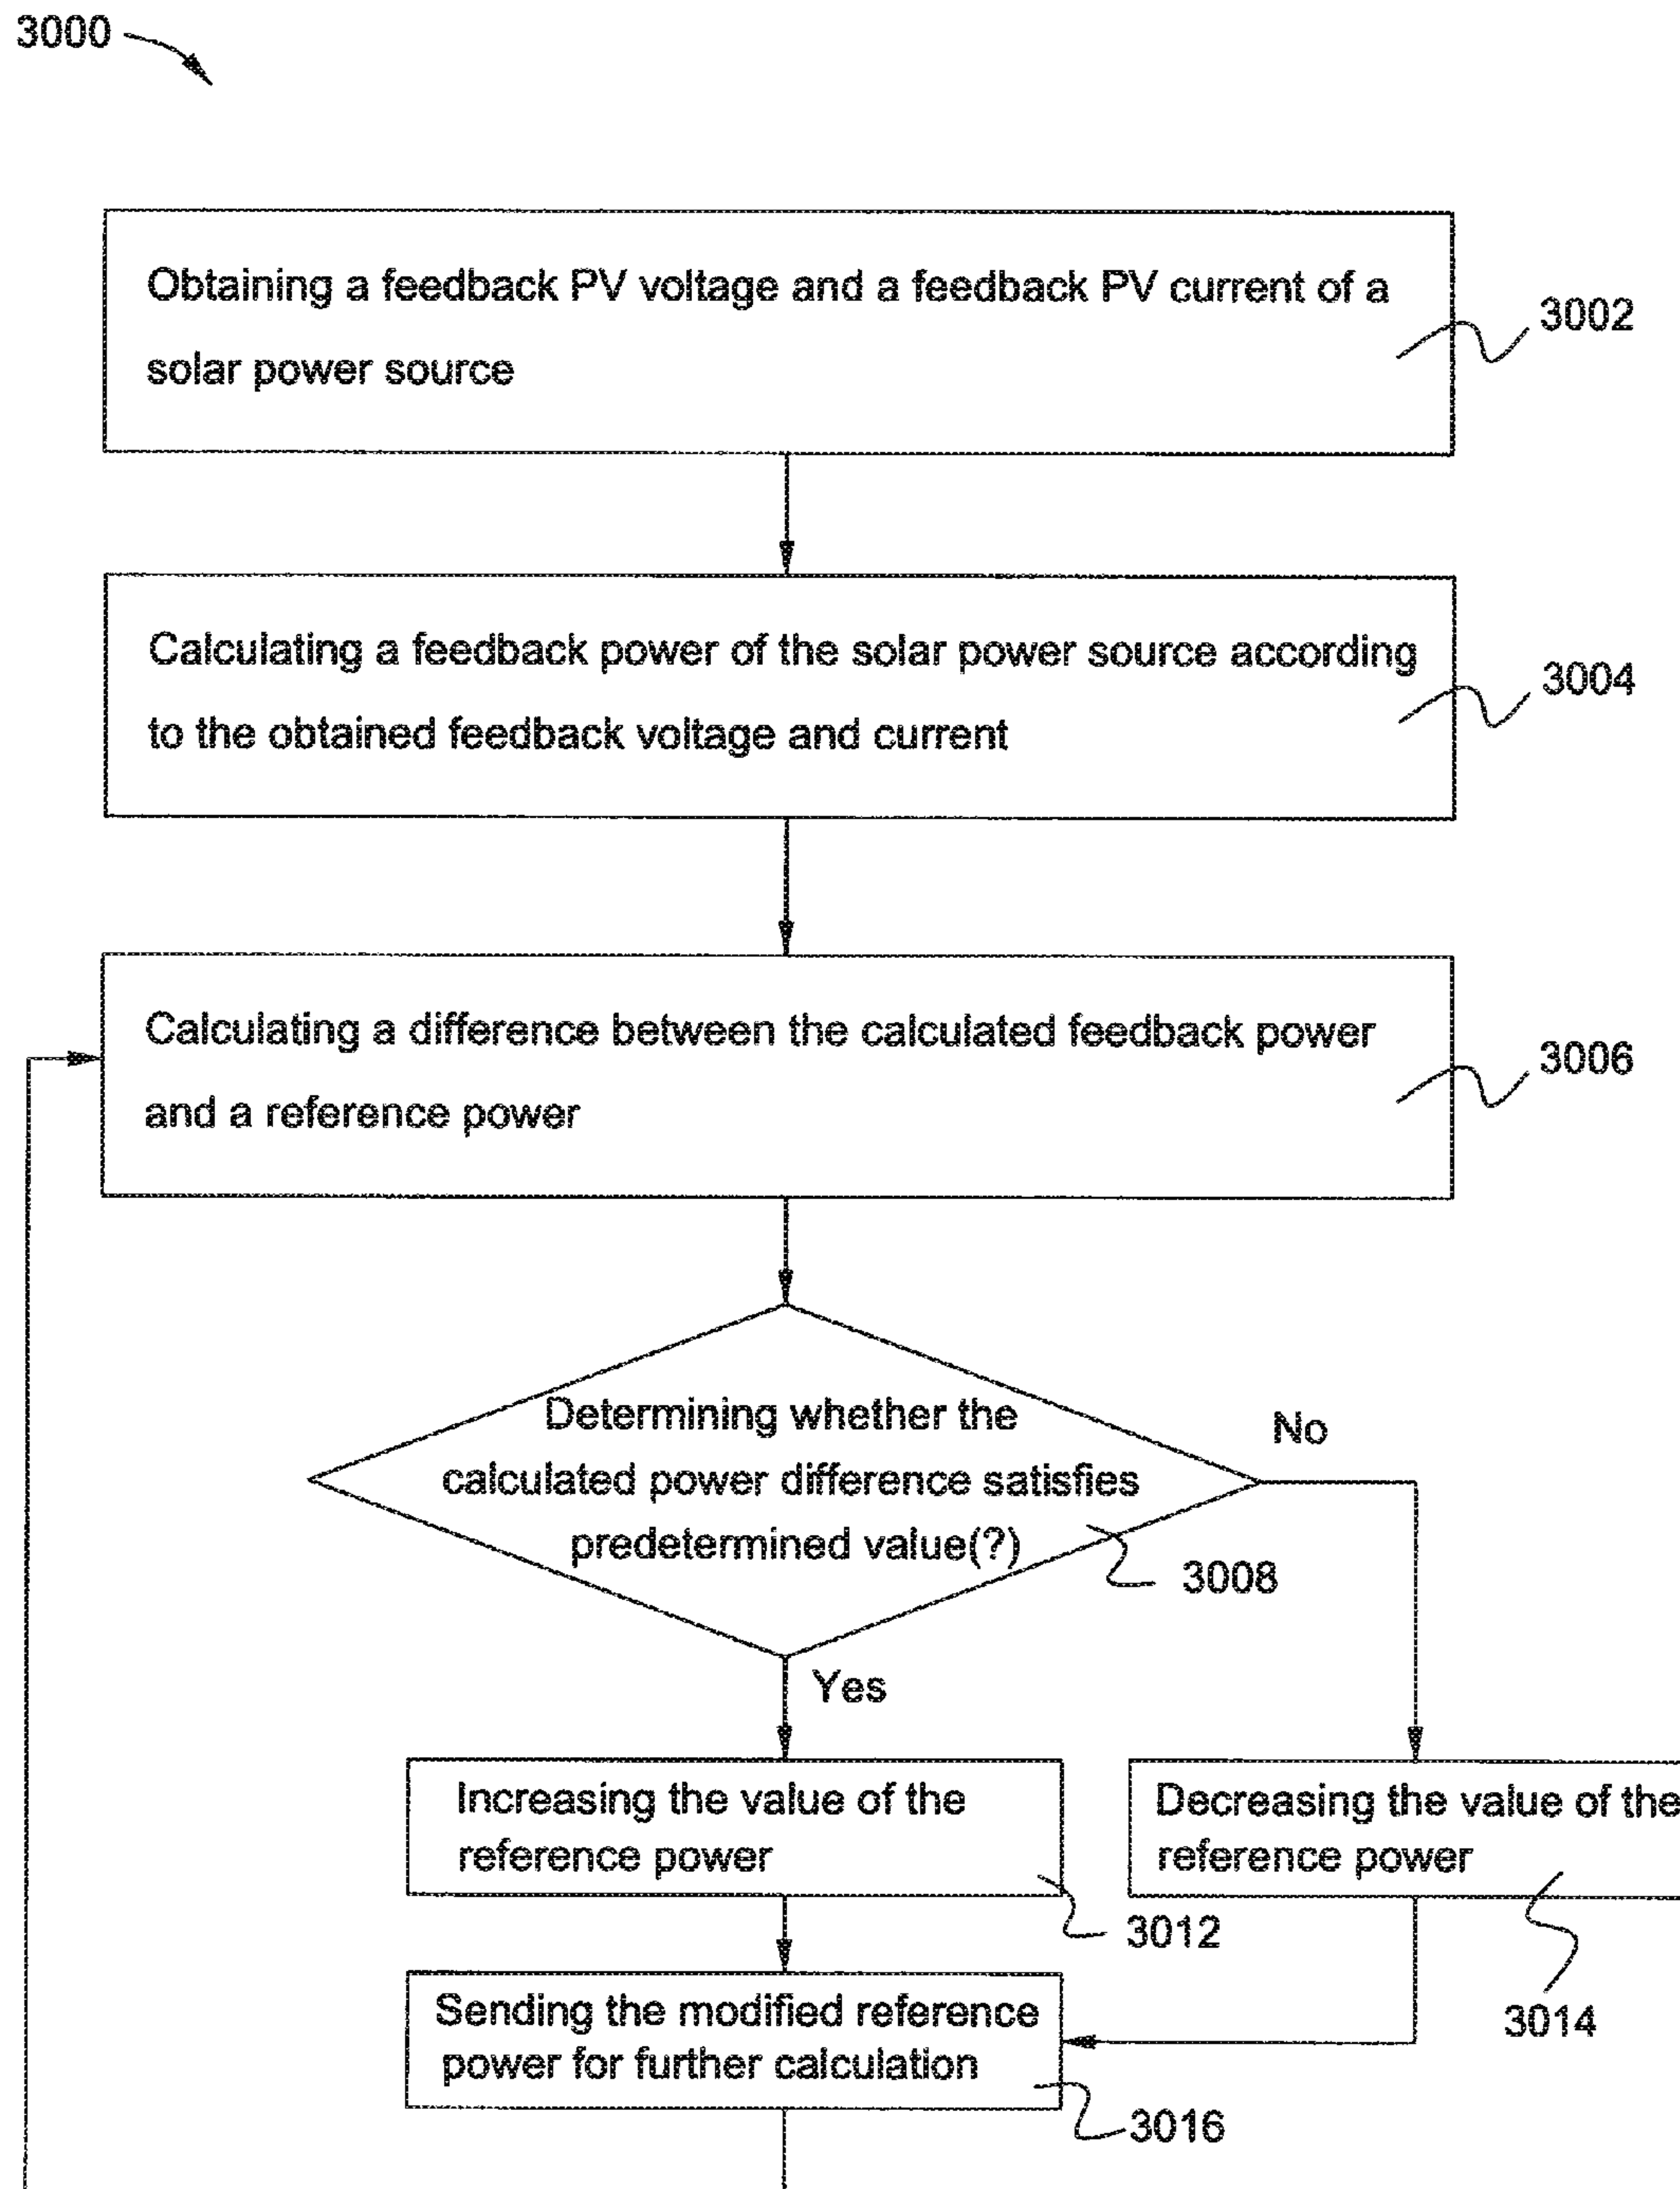 3000
Obtaining a feedback PV voltage and a feedback PV current of a
solar power source
3002
Calculating a feedback power of the solar power source according
to the obtained feedback voltage and current
3004
Calculating a difference between the calculated feedback power
and a reference power
3006
Determining whether the
calculated power difference satisfies
predetermined value(?)
3008
No
Yes
Increasing the value of the
reference power
3012
Decreasing the value of the
reference power
3014
Sending the modified reference
power for further calculation
3016